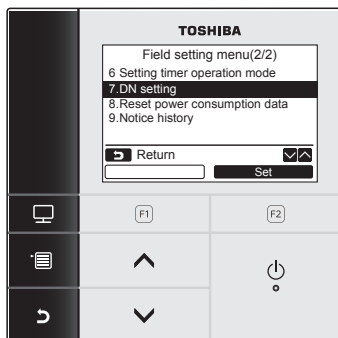 TOSHIBA
Field setting menu(2/2)
6 Setting timer operation mode
7.DN setting
8.Reset power consumption data
9.Notice history
Return
Set
F1
F2